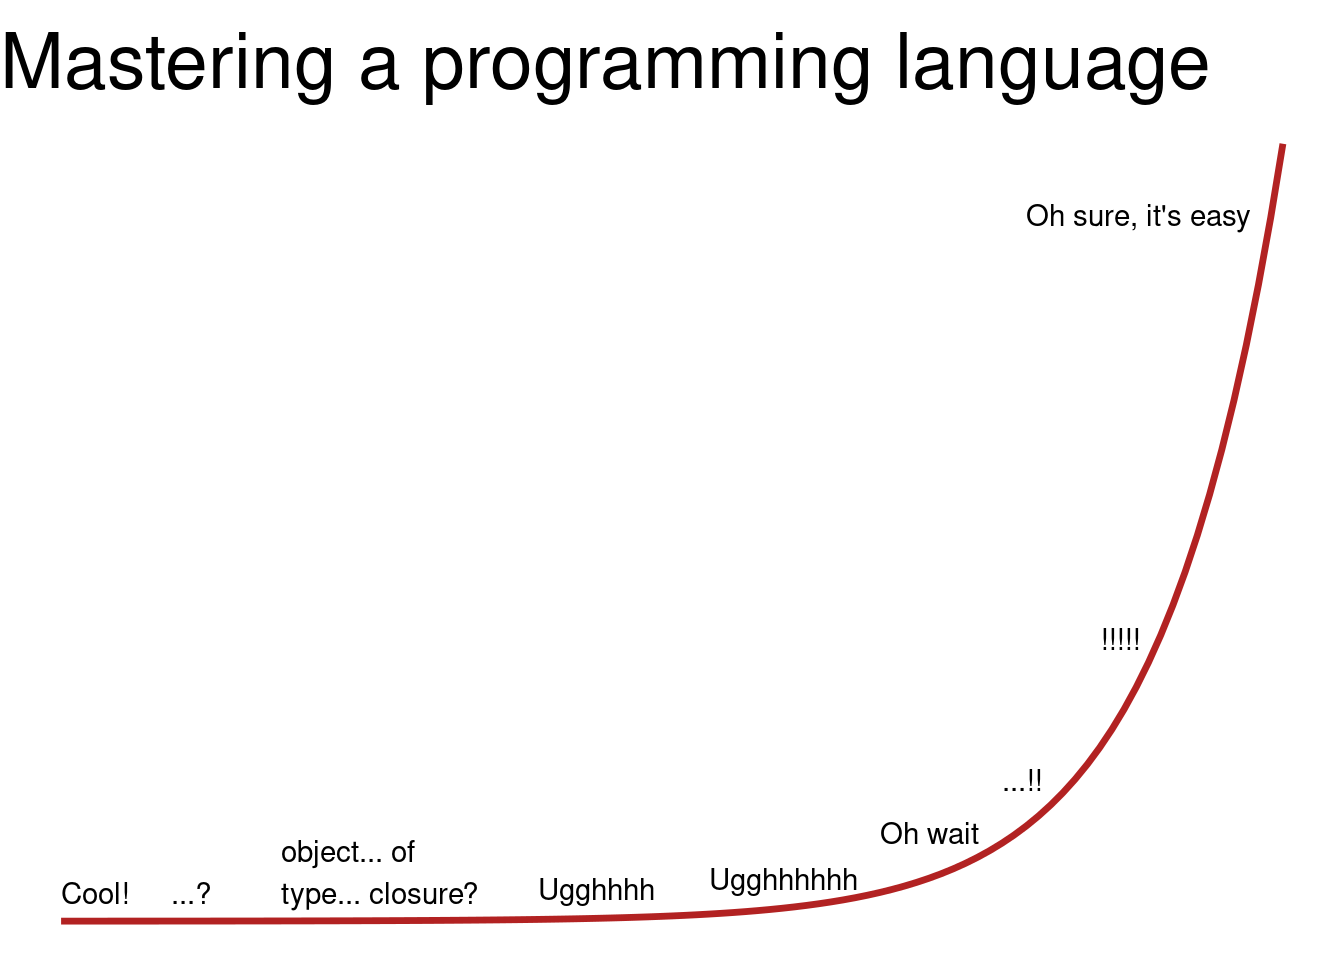 Mastering a programming language
Oh sure, it's easy
!!!!!
...!!
Oh wait
object... of
type... closure?
Cool!
...?
Ugghhhh
Ugghhhhhh